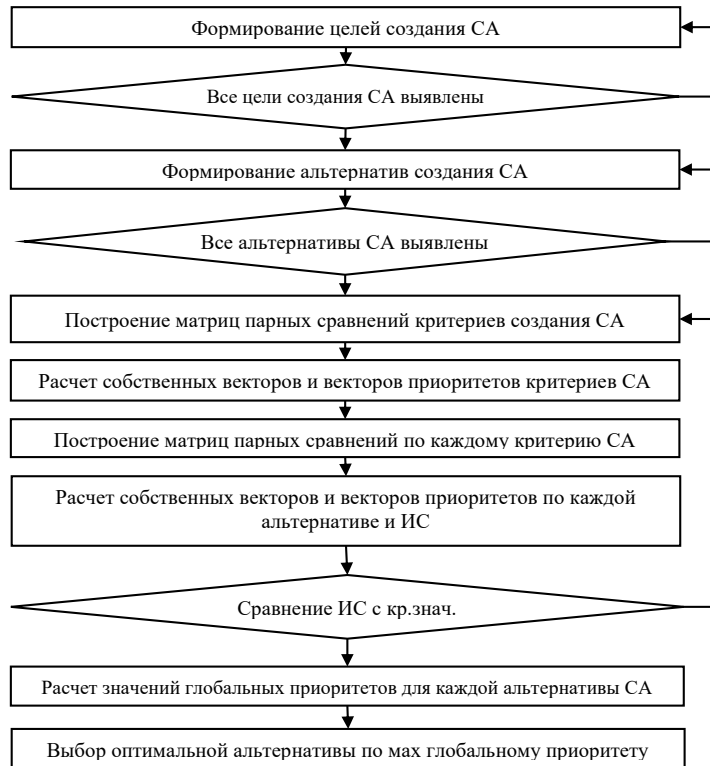 Формирование целей создания СА
Все цели создания СА выявлены
Формирование альтернатив создания СА
Все альтернативы СА выявлены
Построение матриц парных сравнений критериев создания СА
Расчет собственных векторов и векторов приоритетов критериев СА
Построение матриц парных сравнений по каждому критерию СА
Расчет собственных векторов и векторов приоритетов по каждой
альтернативе и ИС
Сравнение ИС с кр.знач.
Расчет значений глобальных приоритетов для каждой альтернативы СА
Выбор оптимальной альтернативы по мах глобальному приоритету